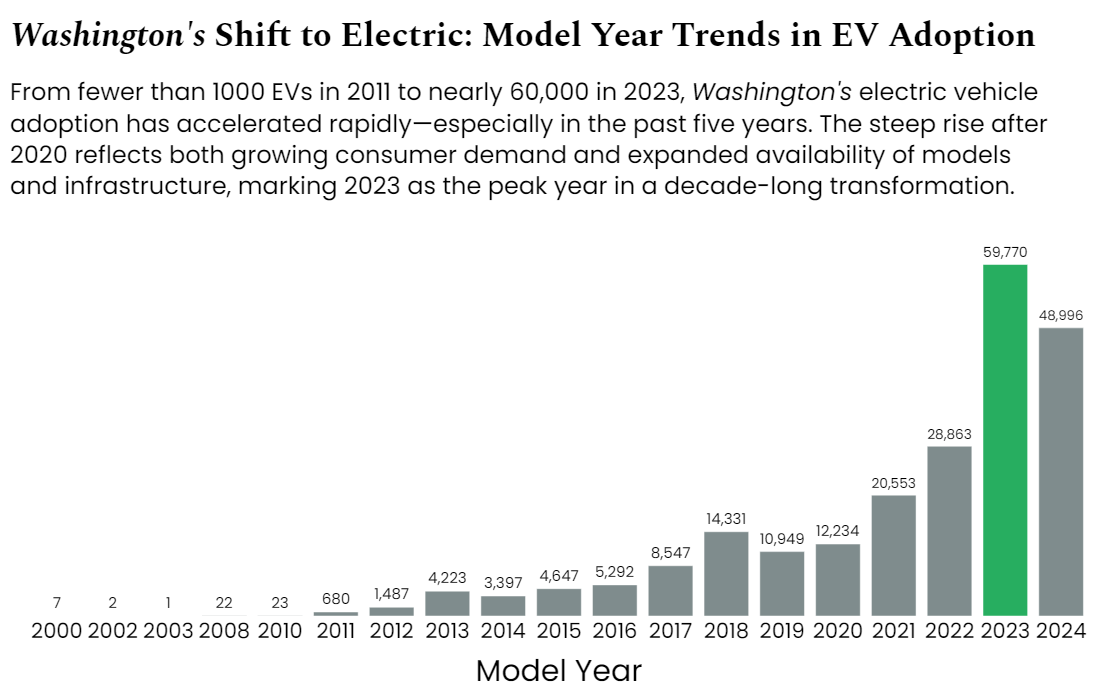 Washington's Shift to Electric: Model Year Trends in EV Adoption
From fewer than 1000 EVs in 2011 to nearly 60,000 in 2023, Washington's electric vehicle
adoption has accelerated rapidly—especially in the past five years. The steep rise after
2020 reflects both growing consumer demand and expanded availability of models
and infrastructure, marking 2023 as the peak year in a decade-long transformation.
7 2 1 22 23 680 1,487 4,223 3,397 4,647 5,292 8,547 14,331 10,949 12,234 20,553 28,863 59,770 48,996
2000 2002 2003 2008 2010 2011 2012 2013 2014 2015 2016 2017 2018 2019 2020 2021 2022 2023 2024
Model Year